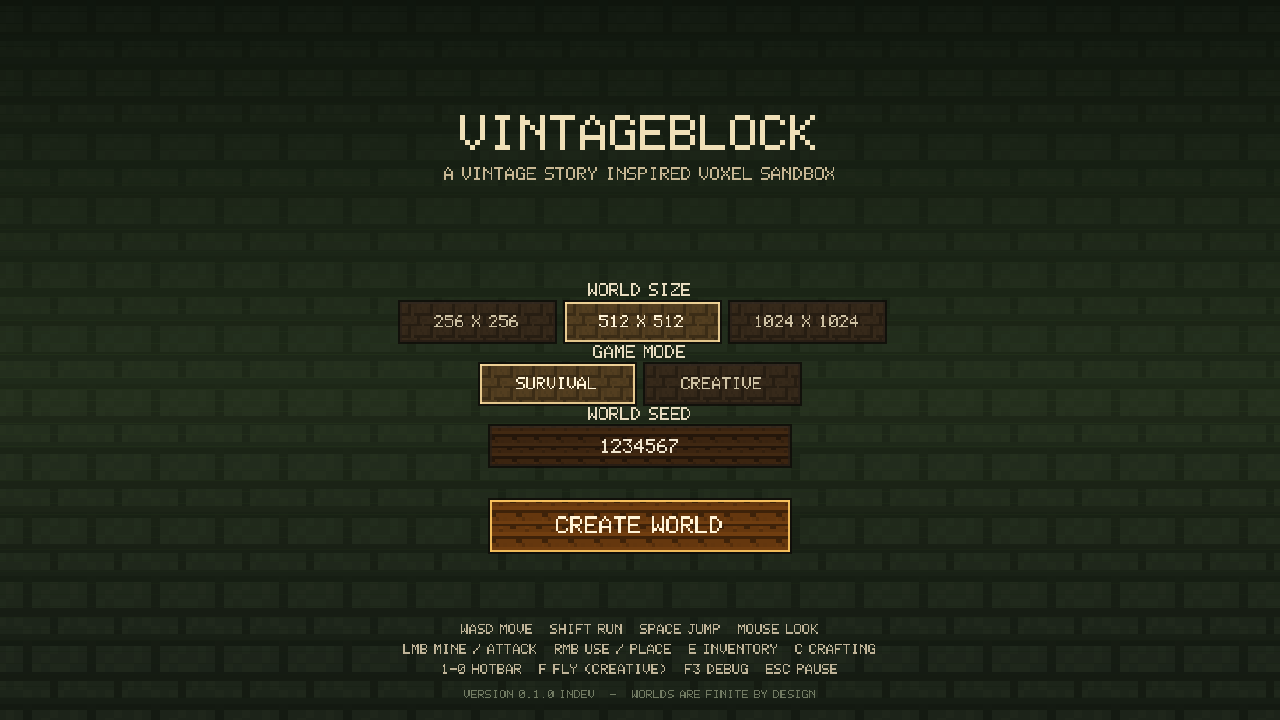 VINTAGEBLOCK
A VINTAGE STORY INSPIRED VOXEL SANDBOX
WORLD SIZE
256 X 256 512 X 512 1024 X 1024
GAME MODE
SURVIVAL CREATIVE
WORLD SEED
1234567
CREATE WORLD
WASD MOVE SHIFT RUN SPACE JUMP MOUSE LOOK
LMB MINE / ATTACK RMB USE / PLACE E INVENTORY C CRAFTING
1-0 HOTBAR F FLY (CREATIVE) F3 DEBUG ESC PAUSE
VERSION 0.1.0 INDEV - WORLDS ARE FINITE BY DESIGN